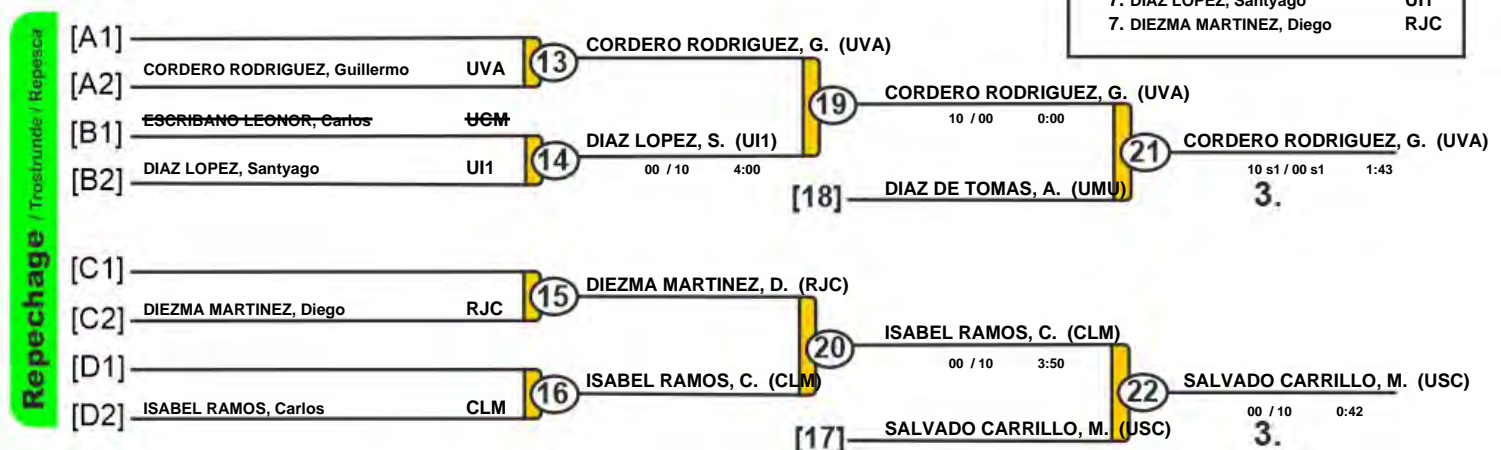 7. DIAZ LOPEZ, Santyago UI1
7. DIEZMA MARTINEZ, Diego RJC
Repechage / Trostrunde / Repesca
[A1]
CORDERO RODRIGUEZ, G. (UVA)
CORDERO RODRIGUEZ, Guillermo UVA
13
[A2]
19
CORDERO RODRIGUEZ, G. (UVA)
10 / 00 0:00
ESCRIBANO LEONOR, Carlos UCM
[B1]
DIAZ LOPEZ, S. (UI1)
00 / 10 4:00
DIAZ LOPEZ, Santyago UI1
14
[B2]
21
CORDERO RODRIGUEZ, G. (UVA)
10 s1 / 00 s1 1:43
3.
[18] DIAZ DE TOMAS, A. (UMU)
[C1]
DIEZMA MARTINEZ, D. (RJC)
DIEZMA MARTINEZ, Diego RJC
15
[C2]
20
ISABEL RAMOS, C. (CLM)
00 / 10 3:50
[D1]
ISABEL RAMOS, C. (CLM)
ISABEL RAMOS, Carlos CLM
16
[D2]
22
SALVADO CARRILLO, M. (USC)
00 / 10 0:42
3.
[17] SALVADO CARRILLO, M. (USC)